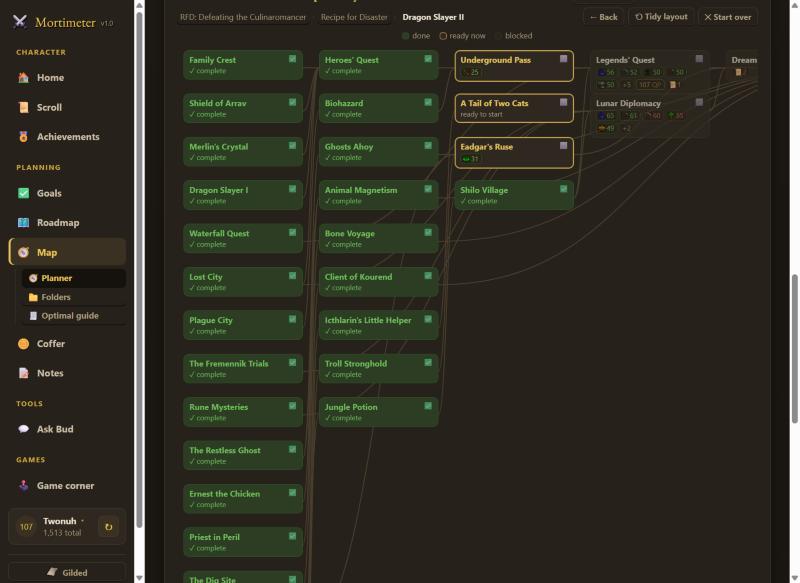 Mortimeter v1.0
CHARACTER
Home
Scroll
Achievements
PLANNING
Goals
Roadmap
Map
Planner
Folders
Optimal guide
Coffer
Notes
TOOLS
Ask Bud
GAMES
Game corner
107
Twonuh
1,513 total
Gilded
RFD: Defeating the Culinaromancer › Recipe for Disaster › Dragon Slayer II
← Back
Tidy layout
✕ Start over
done ready now blocked
Family Crest
✓ complete
Shield of Arrav
✓ complete
Merlin's Crystal
✓ complete
Dragon Slayer I
✓ complete
Waterfall Quest
✓ complete
Lost City
✓ complete
Plague City
✓ complete
The Fremennik Trials
✓ complete
Rune Mysteries
✓ complete
The Restless Ghost
✓ complete
Ernest the Chicken
✓ complete
Priest in Peril
✓ complete
The Dig Site
Heroes' Quest
✓ complete
Biohazard
✓ complete
Ghosts Ahoy
✓ complete
Animal Magnetism
✓ complete
Bone Voyage
✓ complete
Client of Kourend
✓ complete
Icthlarin's Little Helper
✓ complete
Troll Stronghold
✓ complete
Jungle Potion
✓ complete
Underground Pass
25
A Tail of Two Cats
ready to start
Eadgar's Ruse
31
Shilo Village
✓ complete
Legends' Quest
56 52 50 50
50 +5 107 QP 1
Lunar Diplomacy
65 61 60
49 +2
Dream
2